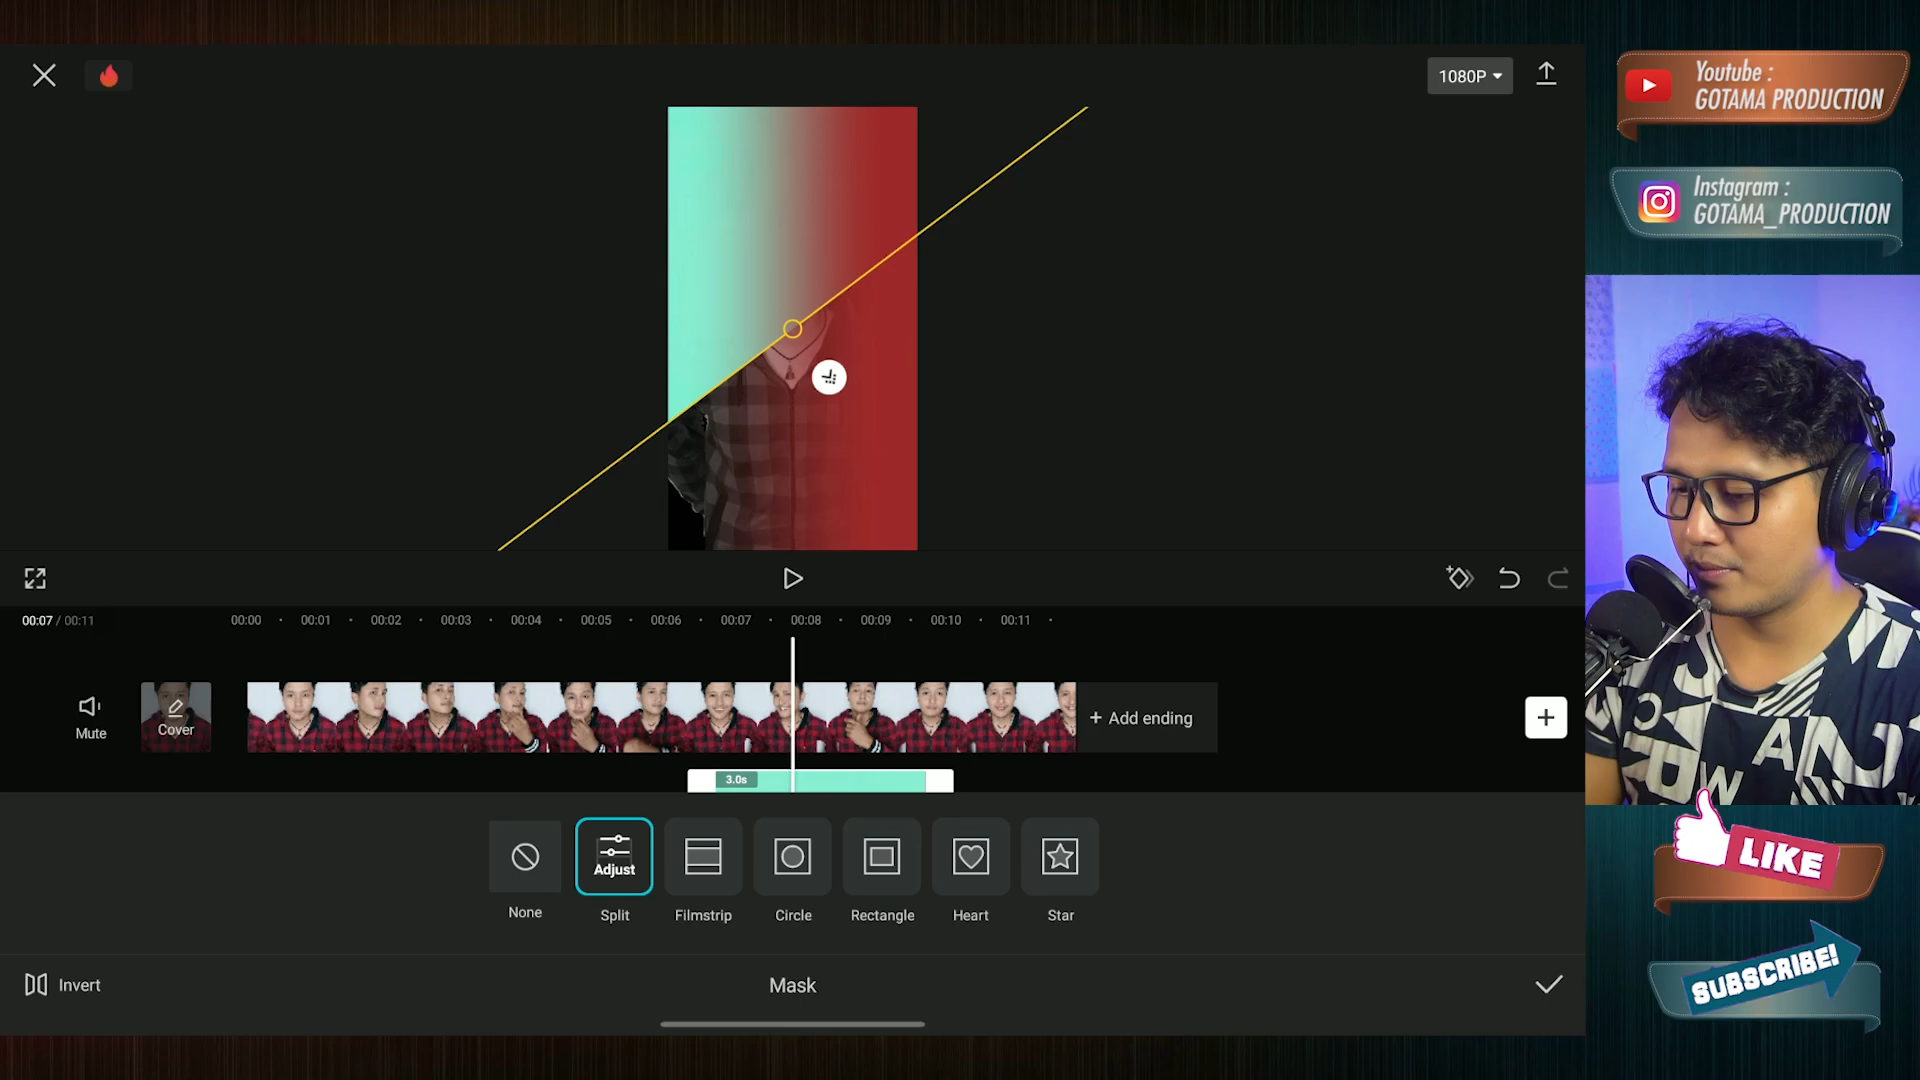 1080P
Youtube :
GOTAMA PRODUCTION
Instagram :
GOTAMA_PRODUCTION
00:07 / 00:11
00:00 00:01 00:02 00:03 00:04 00:05 00:06 00:07 00:08 00:09 00:10 00:11
Mute
Cover
+ Add ending
3.0s
Adjust
None
Split
Filmstrip
Circle
Rectangle
Heart
Star
Invert
Mask
LIKE
SUBSCRIBE!